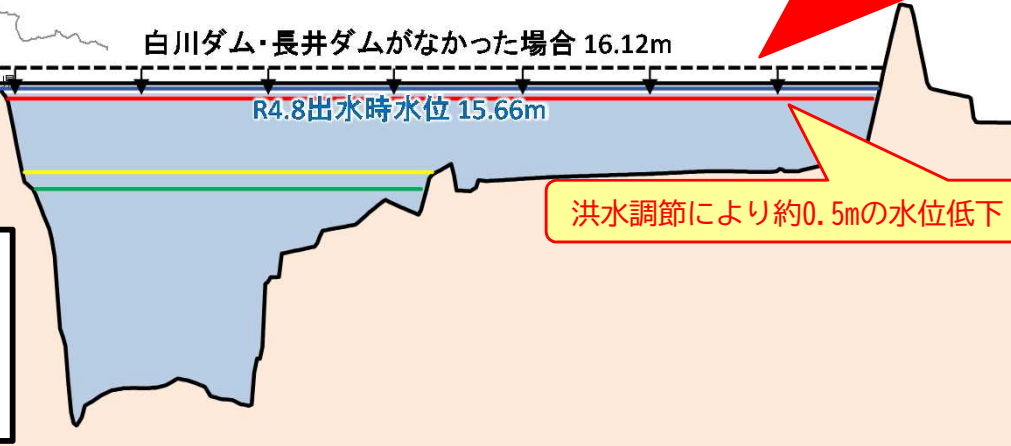 白川ダム・長井ダムがなかった場合 16.12m
R4.8出水時水位 15.66m
洪水調節により約0.5mの水位低下